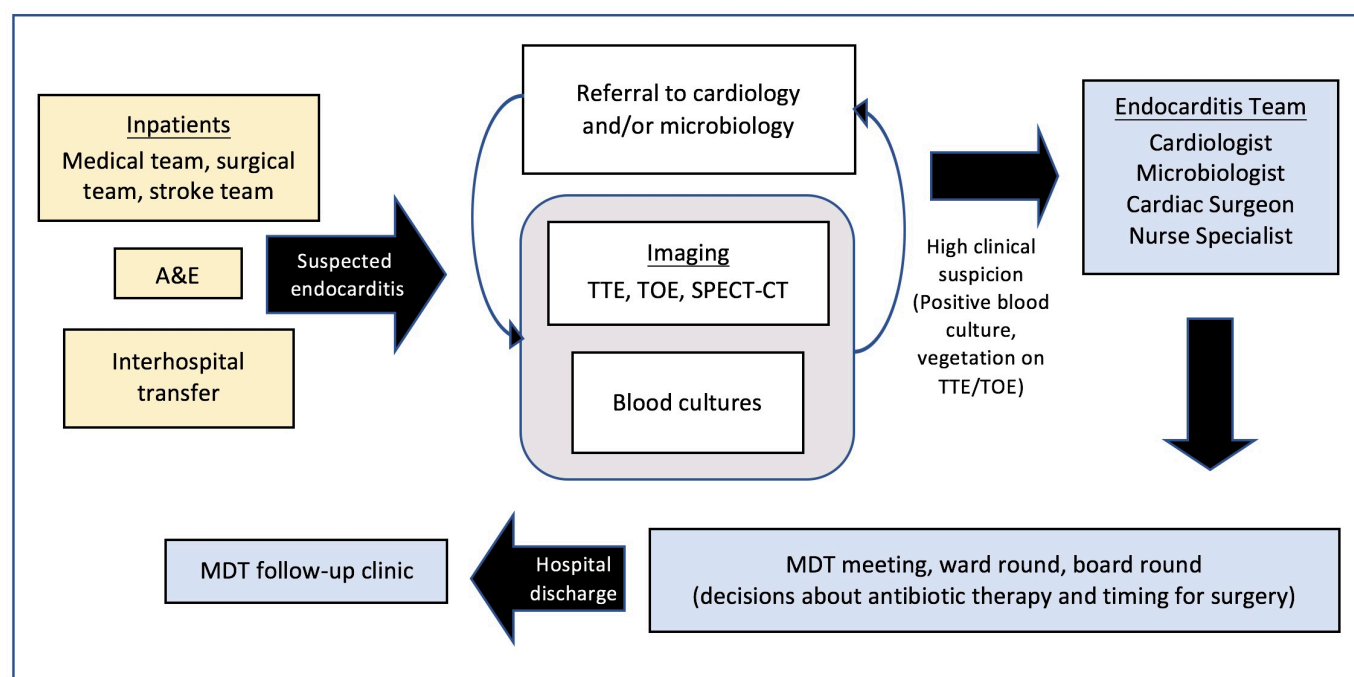 Inpatients
Medical team, surgical
team, stroke team
A&E
Interhospital
transfer
Suspected
endocarditis
Referral to cardiology
and/or microbiology
Imaging
TTE, TOE, SPECT-CT
Blood cultures
High clinical
suspicion
(Positive blood
culture,
vegetation on
TTE/TOE)
Endocarditis Team
Cardiologist
Microbiologist
Cardiac Surgeon
Nurse Specialist
MDT meeting, ward round, board round
(decisions about antibiotic therapy and timing for surgery)
Hospital
discharge
MDT follow-up clinic